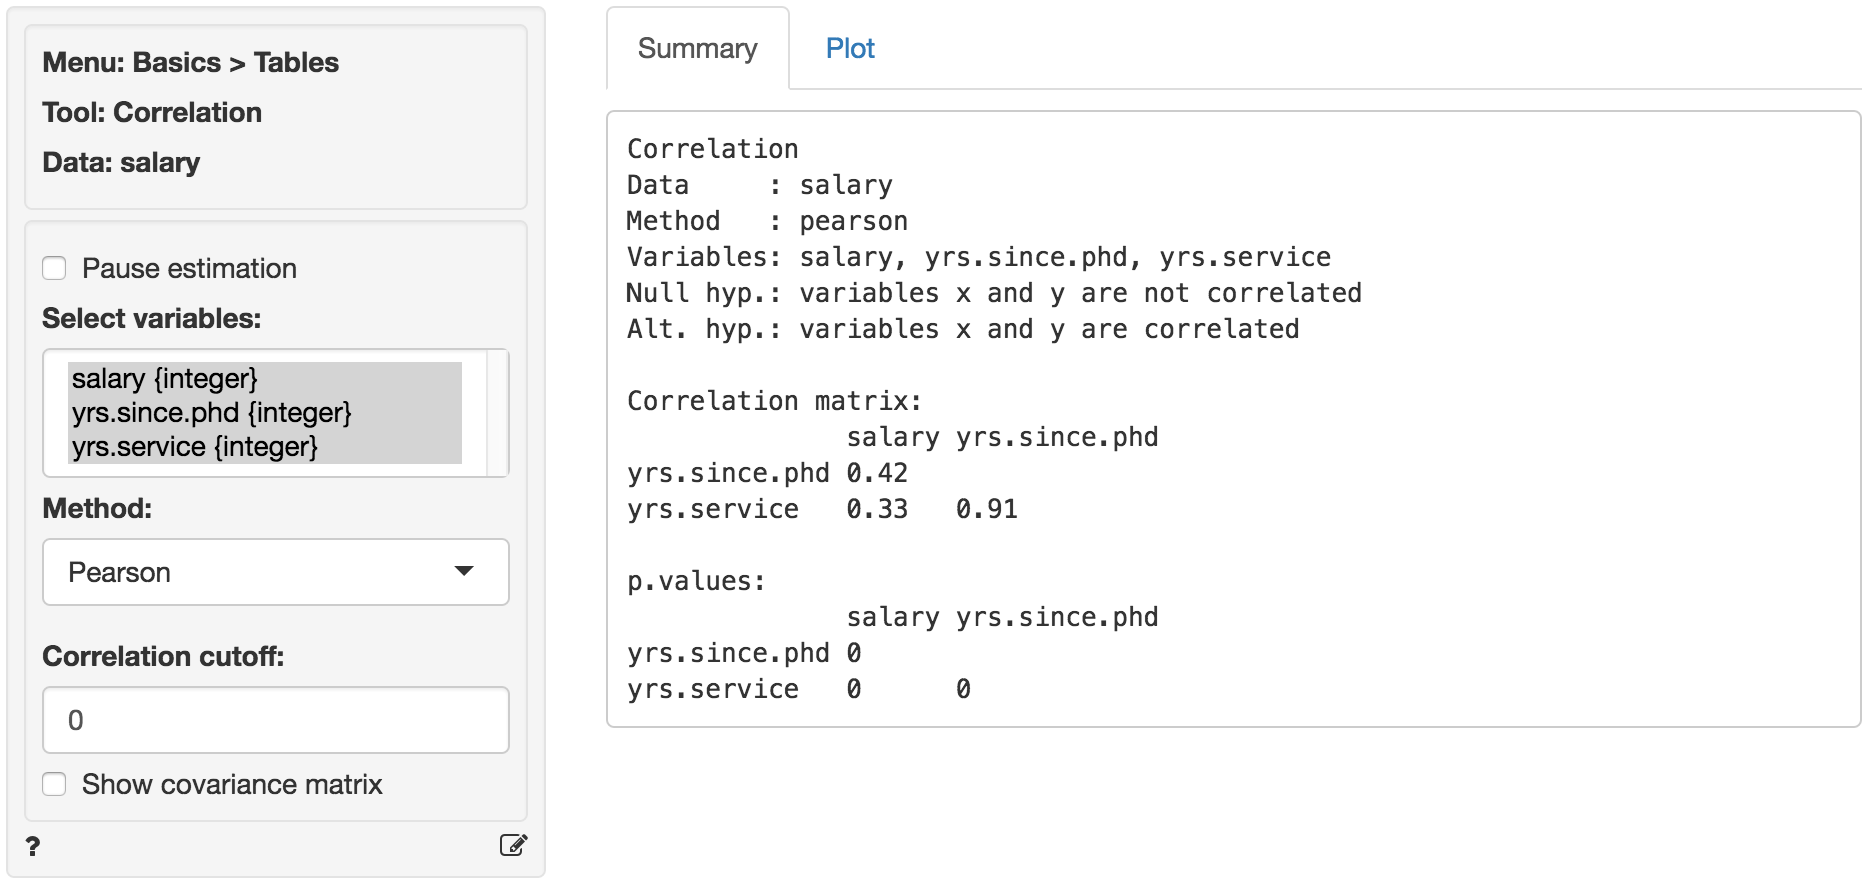 Menu: Basics > Tables
Tool: Correlation
Data: salary
Pause estimation
Select variables:
salary {integer}
yrs.since.phd {integer}
yrs.service {integer}
Method:
Pearson
Correlation cutoff:
0
Show covariance matrix
?
Summary
Plot
Correlation
Data     : salary
Method   : pearson
Variables: salary, yrs.since.phd, yrs.service
Null hyp.: variables x and y are not correlated
Alt. hyp.: variables x and y are correlated
Correlation matrix:
              salary yrs.since.phd
yrs.since.phd 0.42
yrs.service   0.33   0.91
p.values:
              salary yrs.since.phd
yrs.since.phd 0
yrs.service   0      0